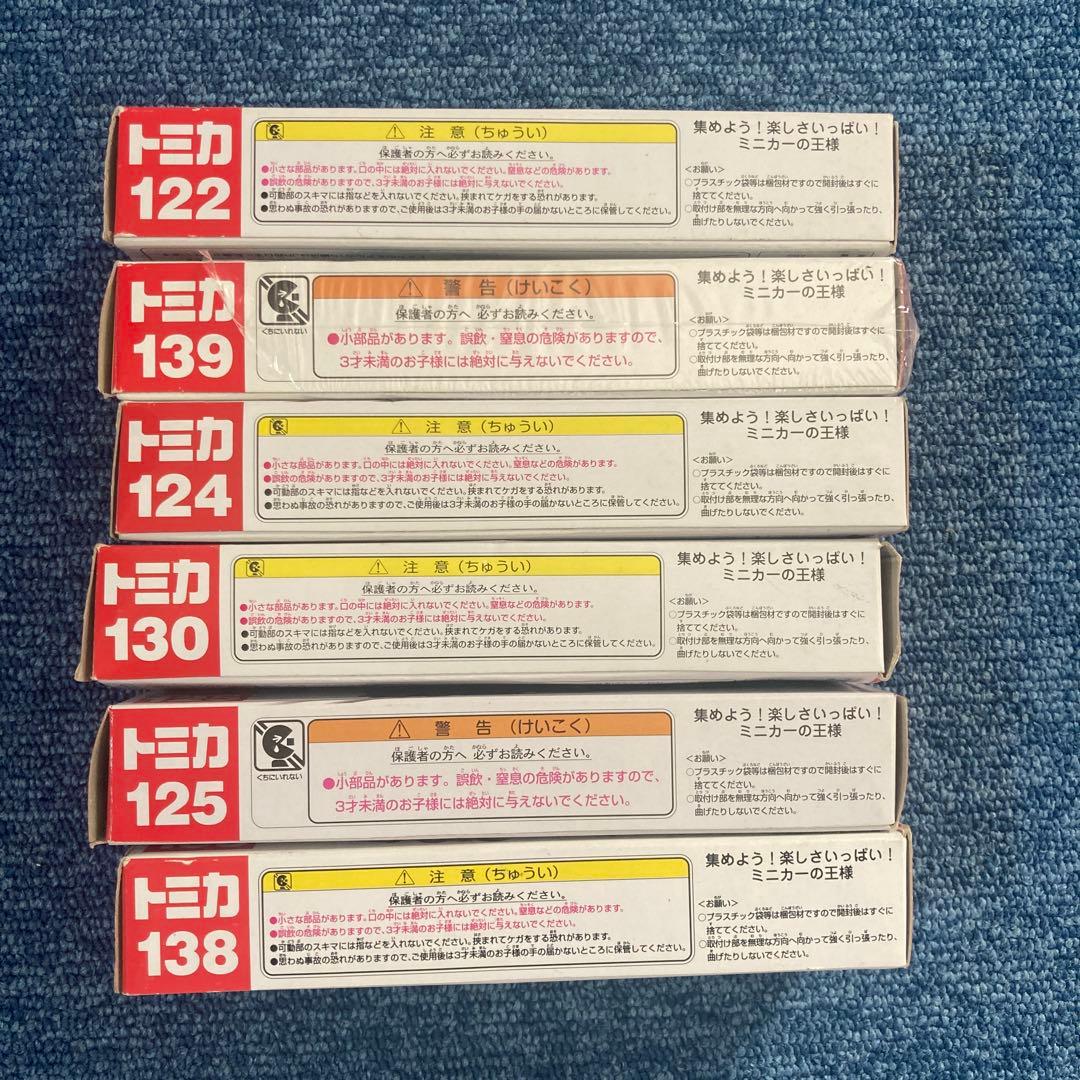 トミカ
122
注 意（ちゅうい）
保護者の方へ必ずお読みください。
●小さな部品があります。口の中には絶対に入れないでください。窒息などの危険があります。
●誤飲の危険がありますので、3才未満のお子様には絶対に与えないでください。
●可動部のスキマには指などを入れないでください。挟まれてケガをする恐れがあります。
●思わぬ事故の恐れがありますので、ご使用後は3才未満のお子様の手の届かないところに保管してください。
集めよう！楽しさいっぱい！
ミニカーの王様
<お願い>
○プラスチック袋等は梱包材ですので開封後はすぐに
捨ててください。
○取付け部を無理な方向へ向かって強く引っ張ったり、
曲げたりしないでください。
トミカ
139
くちにいれない
警 告（けいこく）
保護者の方へ 必ずお読みください。
●小部品があります。誤飲・窒息の危険がありますので、
3才未満のお子様には絶対に与えないでください。
集めよう！楽しさいっぱい！
ミニカーの王様
<お願い>
○プラスチック袋等は梱包材ですので開封後はすぐに
捨ててください。
○取付け部を無理な方向へ向かって強く引っ張ったり、
曲げたりしないでください。
トミカ
124
注 意（ちゅうい）
保護者の方へ必ずお読みください。
●小さな部品があります。口の中には絶対に入れないでください。窒息などの危険があります。
●誤飲の危険がありますので、3才未満のお子様には絶対に与えないでください。
●可動部のスキマには指などを入れないでください。挟まれてケガをする恐れがあります。
●思わぬ事故の恐れがありますので、ご使用後は3才未満のお子様の手の届かないところに保管してください。
集めよう！楽しさいっぱい！
ミニカーの王様
<お願い>
○プラスチック袋等は梱包材ですので開封後はすぐに
捨ててください。
○取付け部を無理な方向へ向かって強く引っ張ったり、
曲げたりしないでください。
トミカ
130
注 意（ちゅうい）
保護者の方へ必ずお読みください。
●小さな部品があります。口の中には絶対に入れないでください。窒息などの危険があります。
●誤飲の危険がありますので、3才未満のお子様には絶対に与えないでください。
●可動部のスキマには指などを入れないでください。挟まれてケガをする恐れがあります。
●思わぬ事故の恐れがありますので、ご使用後は3才未満のお子様の手の届かないところに保管してください。
集めよう！楽しさいっぱい！
ミニカーの王様
<お願い>
○プラスチック袋等は梱包材ですので開封後はすぐに
捨ててください。
○取付け部を無理な方向へ向かって強く引っ張ったり、
曲げたりしないでください。
トミカ
125
くちにいれない
警 告（けいこく）
保護者の方へ 必ずお読みください。
●小部品があります。誤飲・窒息の危険がありますので、
3才未満のお子様には絶対に与えないでください。
集めよう！楽しさいっぱい！
ミニカーの王様
<お願い>
○プラスチック袋等は梱包材ですので開封後はすぐに
捨ててください。
○取付け部を無理な方向へ向かって強く引っ張ったり、
曲げたりしないでください。
トミカ
138
注 意（ちゅうい）
保護者の方へ必ずお読みください。
●小さな部品があります。口の中には絶対に入れないでください。窒息などの危険があります。
●誤飲の危険がありますので、3才未満のお子様には絶対に与えないでください。
●可動部のスキマには指などを入れないでください。挟まれてケガをする恐れがあります。
●思わぬ事故の恐れがありますので、ご使用後は3才未満のお子様の手の届かないところに保管してください。
集めよう！楽しさいっぱい！
ミニカーの王様
<お願い>
○プラスチック袋等は梱包材ですので開封後はすぐに
捨ててください。
○取付け部を無理な方向へ向かって強く引っ張ったり、
曲げたりしないでください。